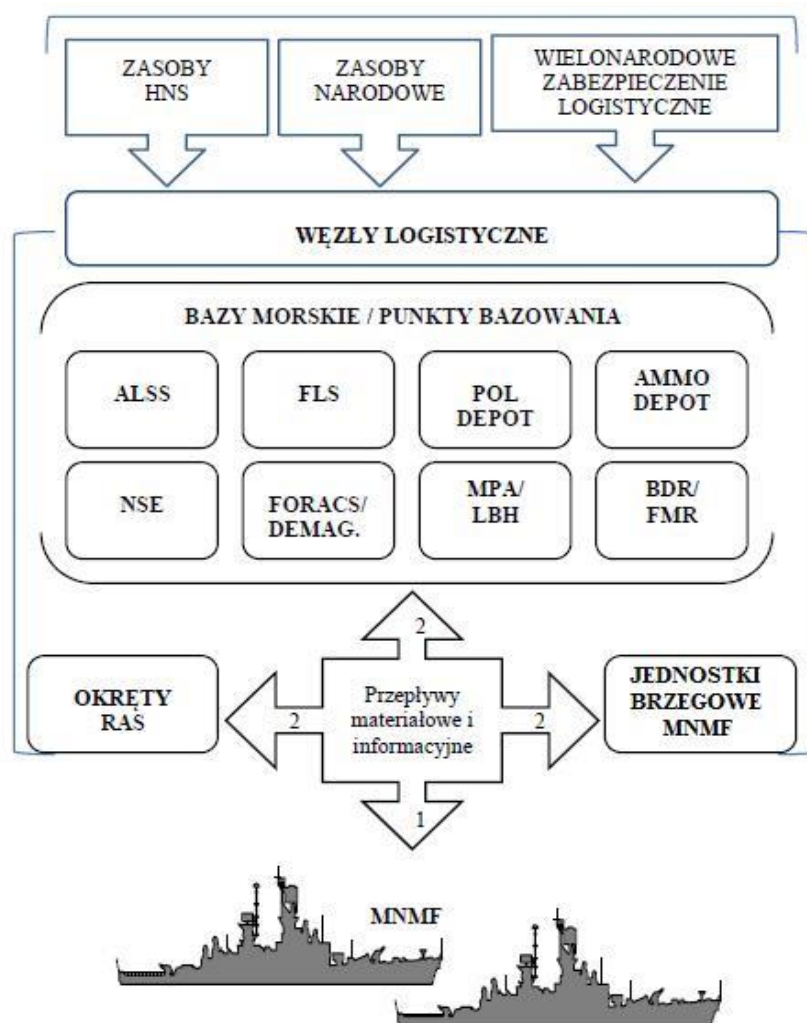 ZASOBY
HNS
ZASOBY
NARODOWE
WIELONARODOWE
ZABEZPIECZENIE
LOGISTYCZNE
WĘZŁY LOGISTYCZNE
BAZY MORSKIE / PUNKTY BAZOWANIA
ALSS
FLS
POL
DEPOT
AMMO
DEPOT
NSE
FORACS/
DEMAG.
MPA/
LBH
BDR/
FMR
2
OKRĘTY
RAS
2
Przepływy
materiałowe i
informacyjne
2
JEDNOSTKI
BRZEGOWE
MNMF
1
MNMF